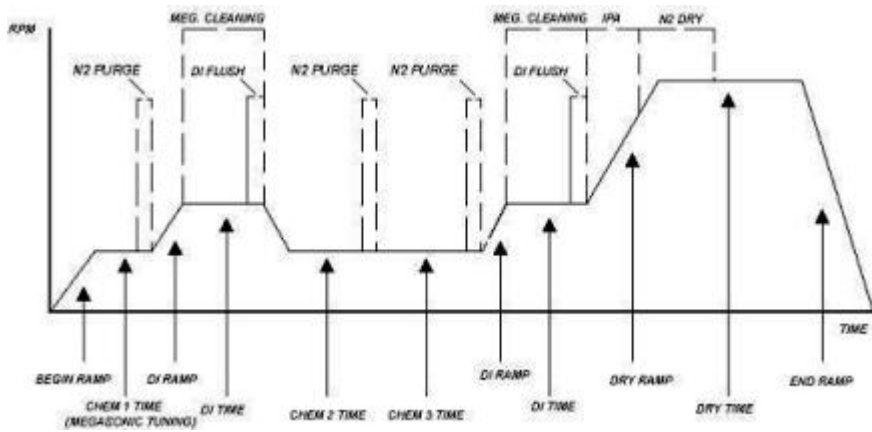 MEG. CLEANING
MEG. CLEANING
IPA
N2 DRY
RPM
N2 PURGE
DI FLUSH
N2 PURGE
N2 PURGE
DI FLUSH
TIME
BEGIN RAMP
DI RAMP
DI RAMP
DRY RAMP
END RAMP
CHEM 1 TIME
(MEGASONIC TUNING)
DI TIME
CHEM 2 TIME
CHEM 3 TIME
DI TIME
DRY TIME